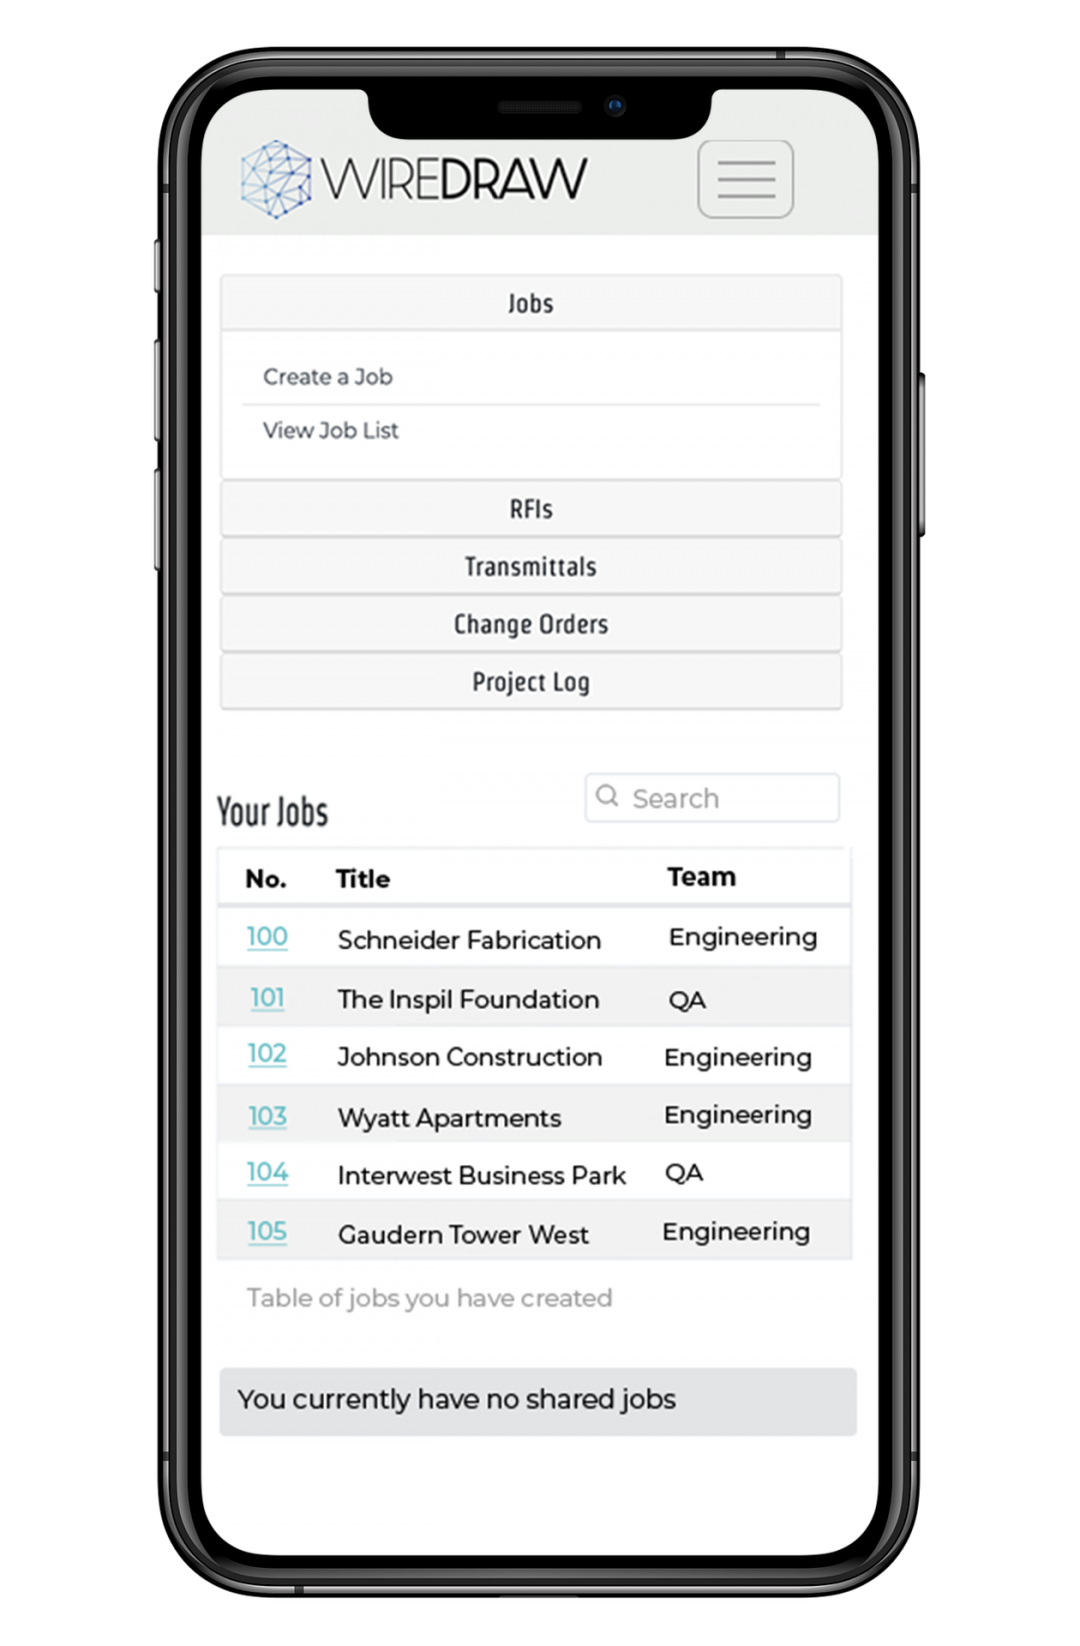 WIREDRAW
Jobs
Create a Job
View Job List
RFIs
Transmittals
Change Orders
Project Log
Your Jobs
Search
No. Title Team
100 Schneider Fabrication Engineering
101 The Inspil Foundation QA
102 Johnson Construction Engineering
103 Wyatt Apartments Engineering
104 Interwest Business Park QA
105 Gaudern Tower West Engineering
Table of jobs you have created
You currently have no shared jobs